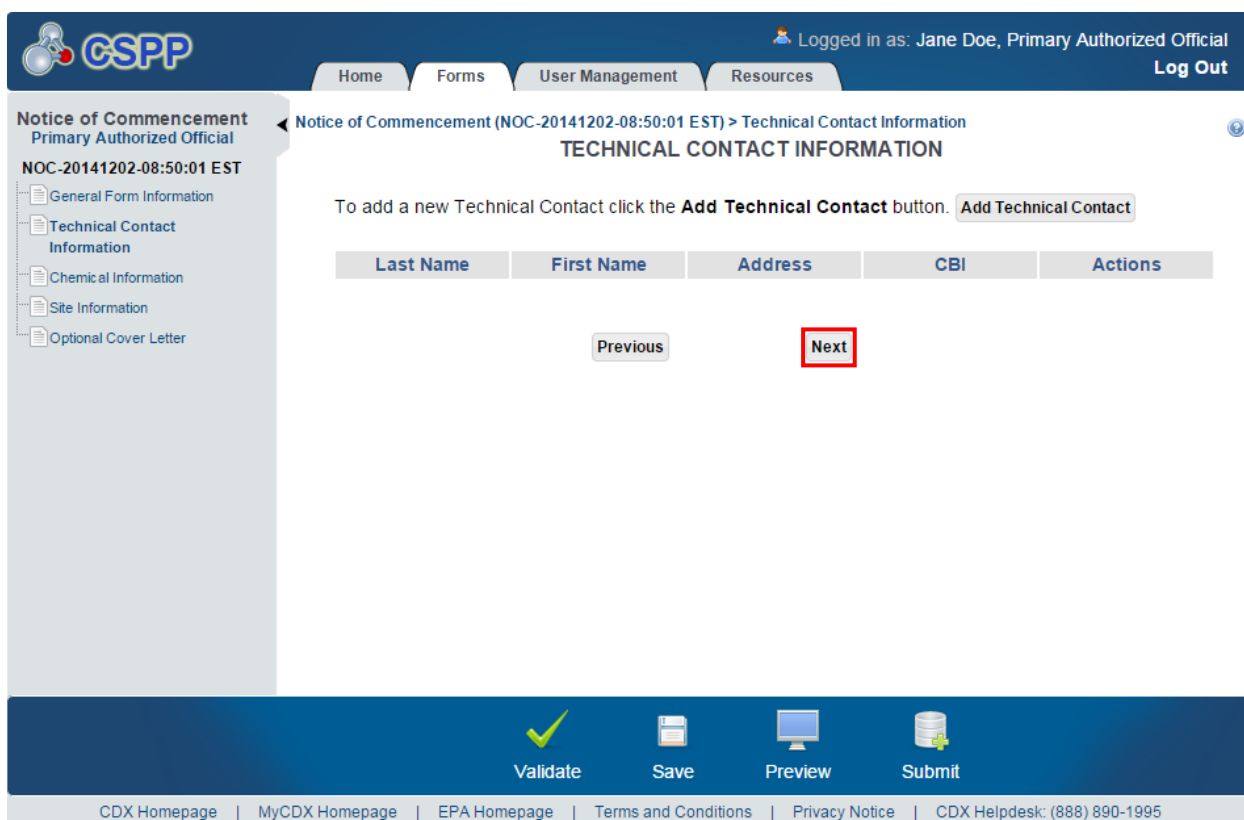 CSPP
Logged in as: Jane Doe, Primary Authorized Official
Log Out
Home Forms User Management Resources
Notice of Commencement
Primary Authorized Official
NOC-20141202-08:50:01 EST
General Form Information
Technical Contact
Information
Chemical Information
Site Information
Optional Cover Letter
Notice of Commencement (NOC-20141202-08:50:01 EST) > Technical Contact Information
TECHNICAL CONTACT INFORMATION
To add a new Technical Contact click the Add Technical Contact button. Add Technical Contact
Last Name First Name Address CBI Actions
Previous Next
Validate Save Preview Submit
CDX Homepage | MyCDX Homepage | EPA Homepage | Terms and Conditions | Privacy Notice | CDX Helpdesk: (888) 890-1995